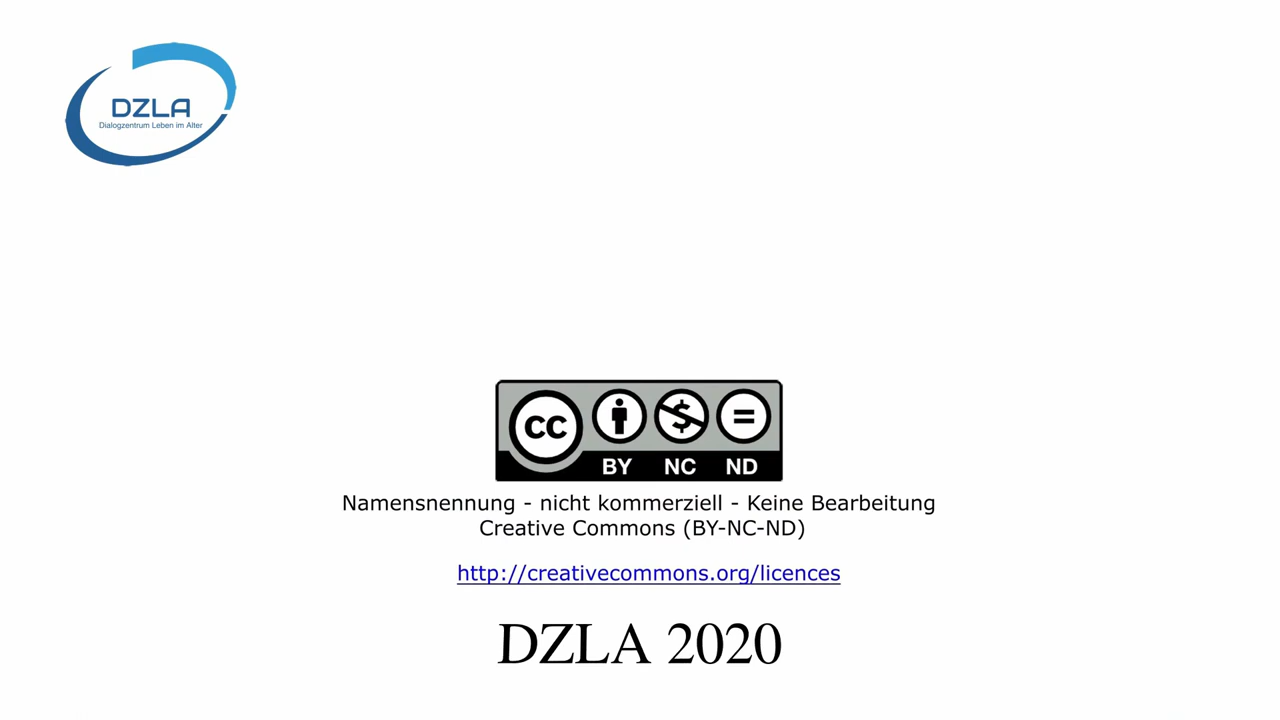 DZLA
Dialogzentrum Leben im Alter
CC
BY NC ND
Namensnennung - nicht kommerziell - Keine Bearbeitung
Creative Commons (BY-NC-ND)
http://creativecommons.org/licences
DZLA 2020